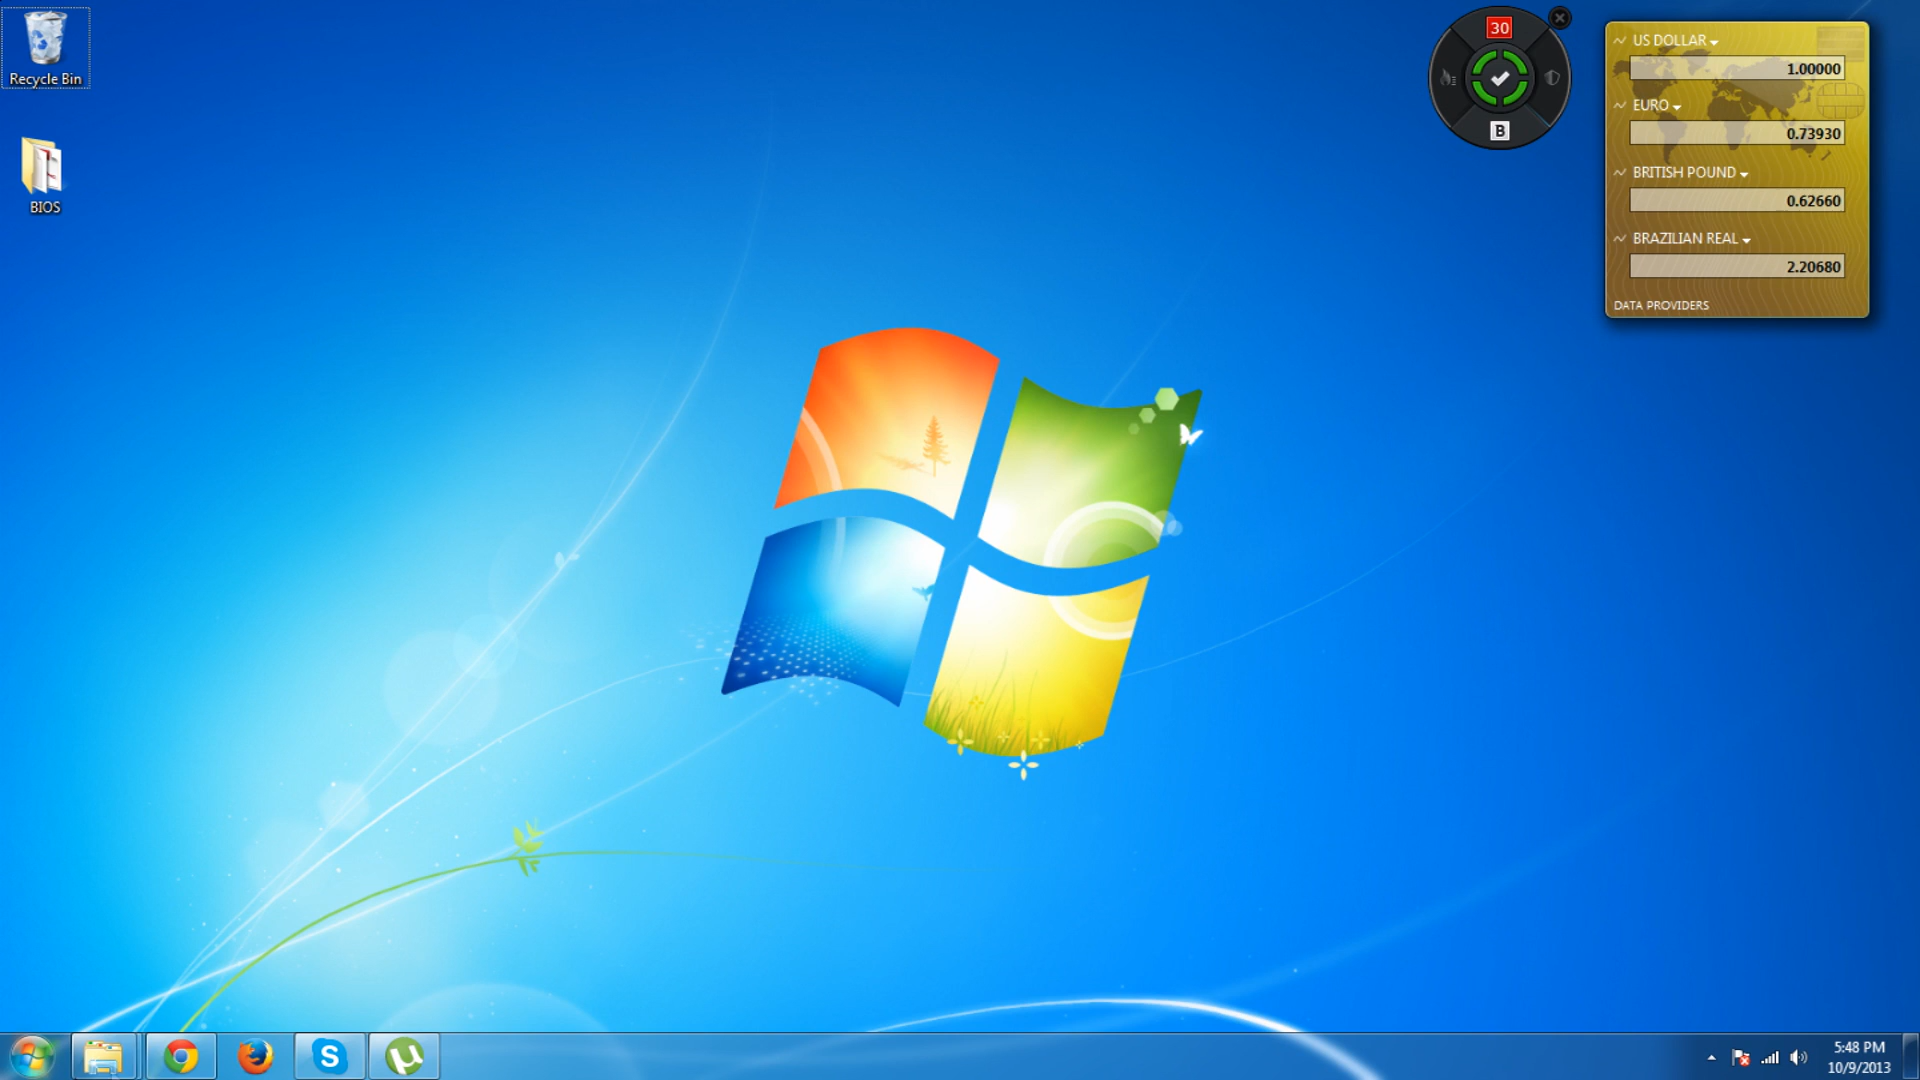 Recycle Bin
BIOS
30
B
US DOLLAR
1.00000
EURO
0.73930
BRITISH POUND
0.62660
BRAZILIAN REAL
2.20680
DATA PROVIDERS
S
µ
5:48 PM
10/9/2013